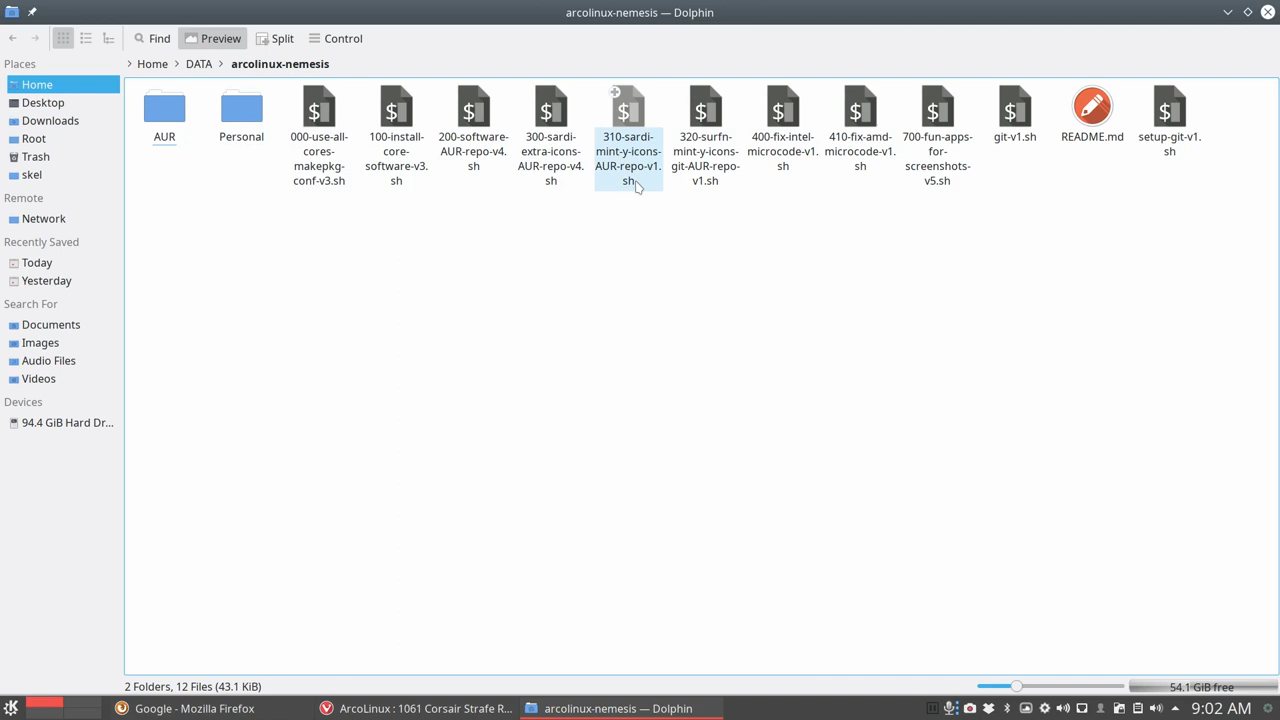 arcolinux-nemesis — Dolphin
Find
Preview
Split
Control
Places
Home
Desktop
Downloads
Root
Trash
skel
Remote
Network
Recently Saved
Today
Yesterday
Search For
Documents
Images
Audio Files
Videos
Devices
94.4 GiB Hard Dr...
Home
DATA
arcolinux-nemesis
AUR
Personal
000-use-all-
cores-
makepkg-
conf-v3.sh
100-install-
core-
software-v3.
sh
200-software-
AUR-repo-v4.
sh
300-sardi-
extra-icons-
AUR-repo-v4.
sh
310-sardi-
mint-y-icons-
AUR-repo-v1.
sh
320-surfn-
mint-y-icons-
git-AUR-repo-
v1.sh
400-fix-intel-
microcode-v1.
sh
410-fix-amd-
microcode-v1.
sh
700-fun-apps-
for-
screenshots-
v5.sh
git-v1.sh
README.md
setup-git-v1.
sh
2 Folders, 12 Files (43.1 KiB)
54.1 GiB free
Google - Mozilla Firefox
ArcoLinux : 1061 Corsair Strafe R...
arcolinux-nemesis — Dolphin
9:02 AM